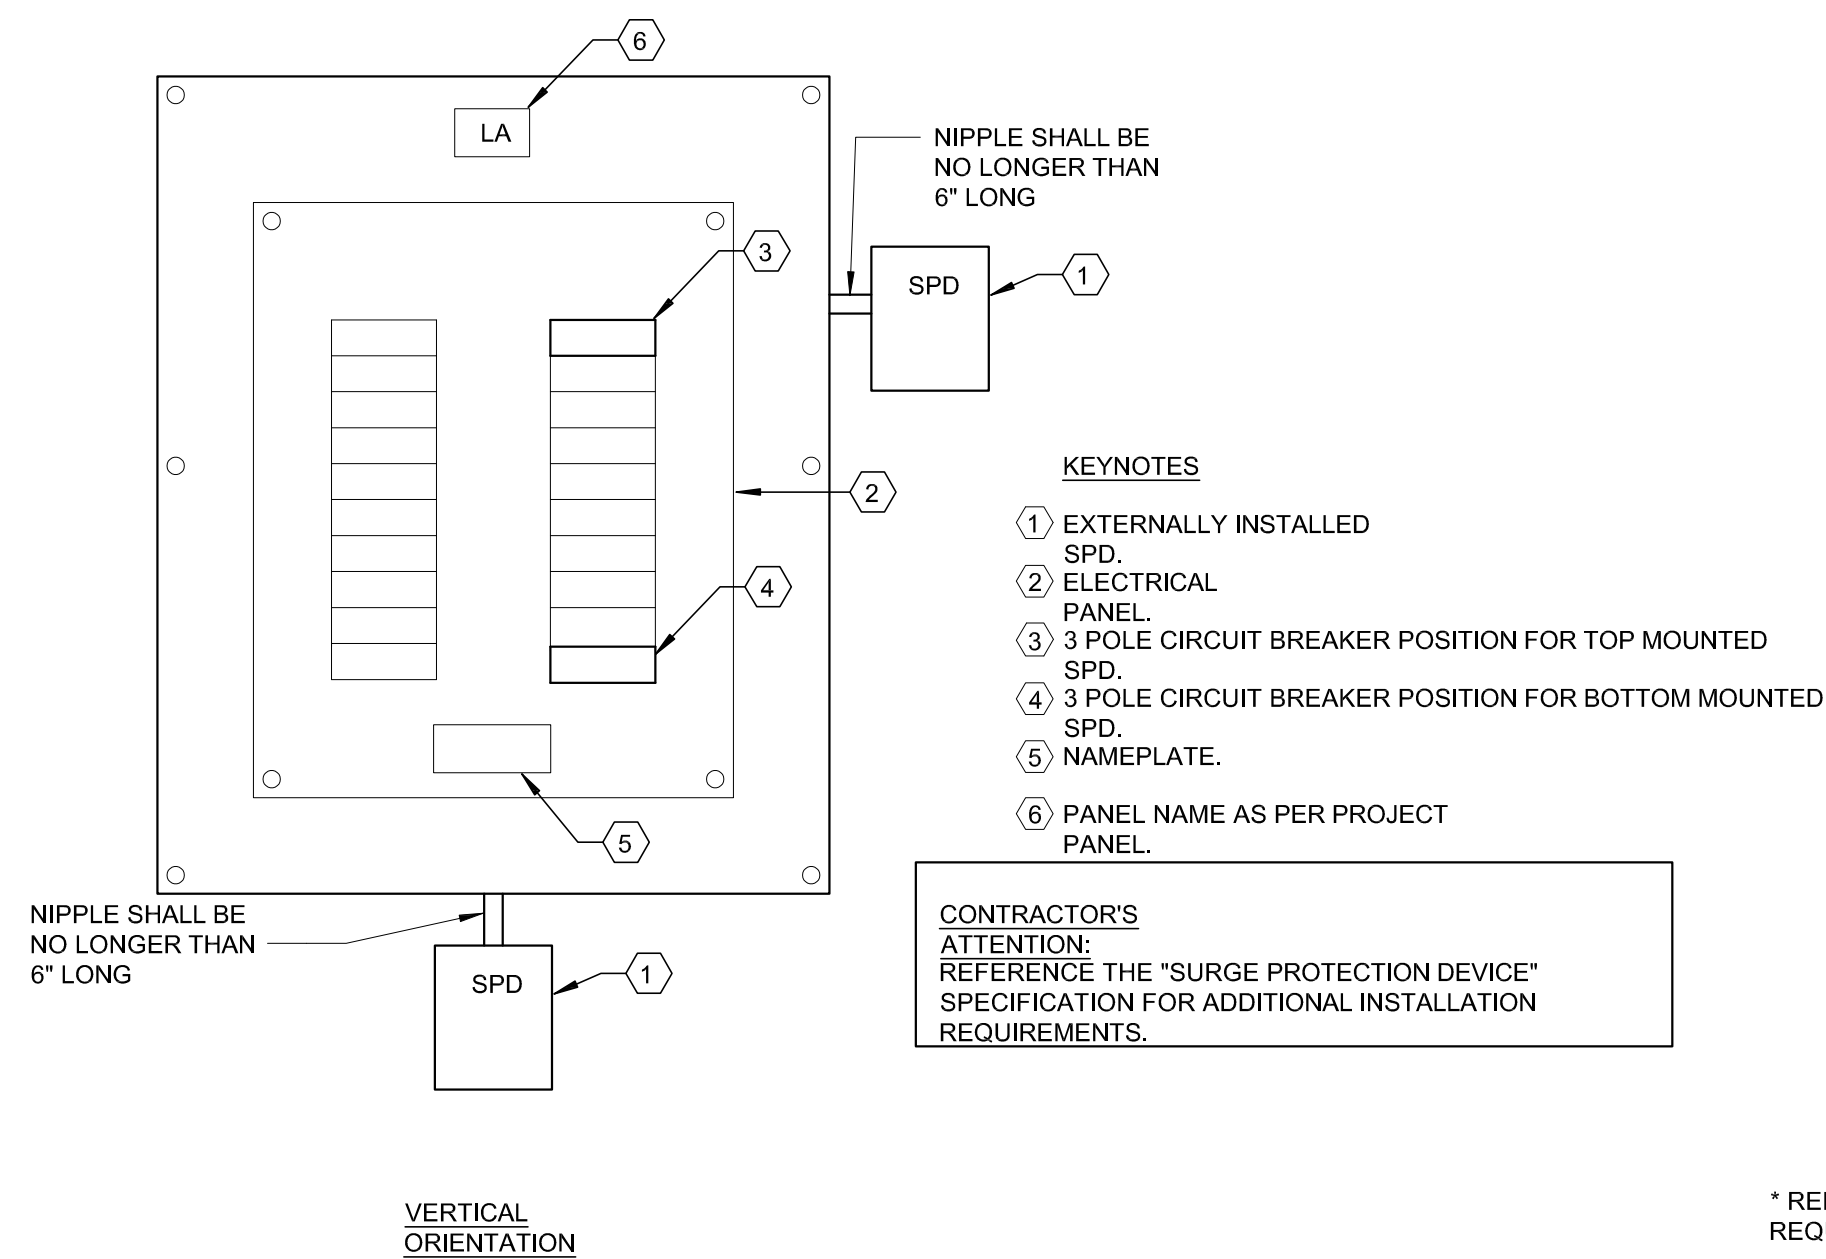 6
LA
NIPPLE SHALL BE
NO LONGER THAN
6" LONG
3
SPD
1
2
4
5
NIPPLE SHALL BE
NO LONGER THAN
6" LONG
SPD
1
KEYNOTES
1 EXTERNALLY INSTALLED
SPD.
2 ELECTRICAL
PANEL.
3 3 POLE CIRCUIT BREAKER POSITION FOR TOP MOUNTED
SPD.
4 3 POLE CIRCUIT BREAKER POSITION FOR BOTTOM MOUNTED
SPD.
5 NAMEPLATE.
6 PANEL NAME AS PER PROJECT
PANEL.
CONTRACTOR'S
ATTENTION:
REFERENCE THE "SURGE PROTECTION DEVICE"
SPECIFICATION FOR ADDITIONAL INSTALLATION
REQUIREMENTS.
VERTICAL
ORIENTATION
*